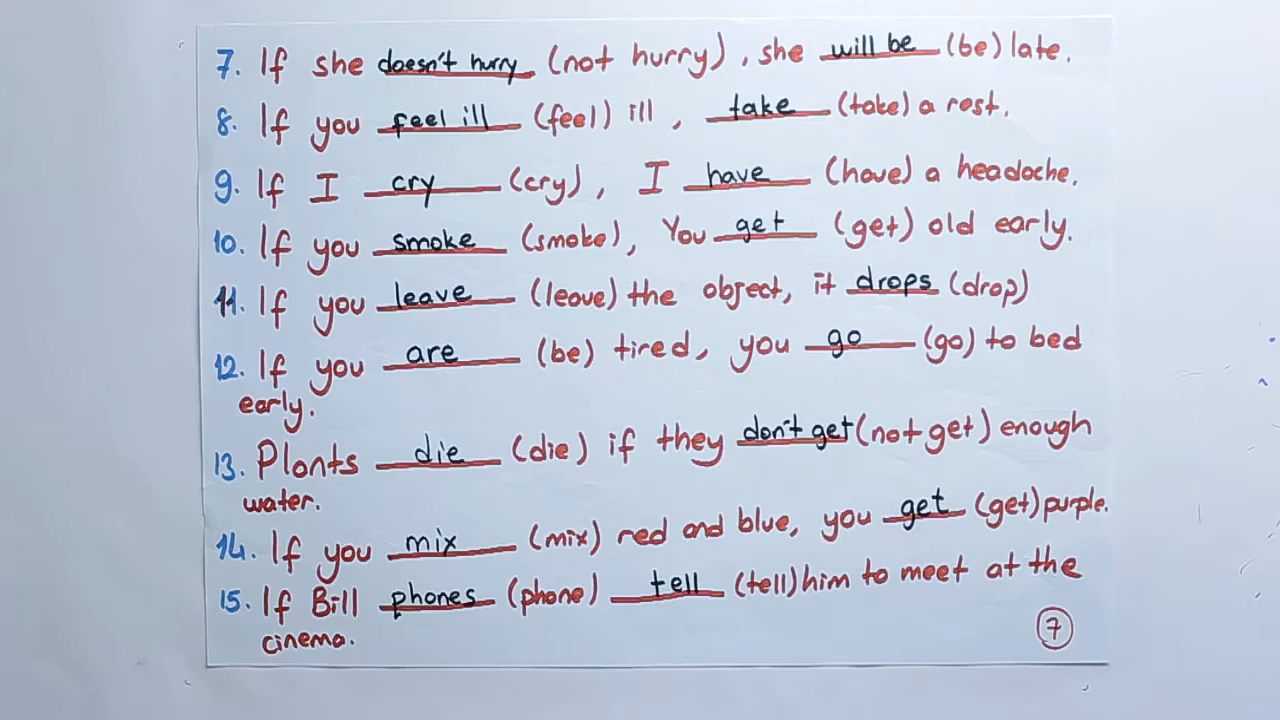 7. If she doesn't hurry (not hurry), she will be (be) late.
8. If you feel ill (feel) ill, take (take) a rest.
9. If I cry (cry), I have (have) a headache.
10. If you smoke (smoke), You get (get) old early.
11. If you leave (leave) the object, it drops (drop)
12. If you are (be) tired, you go (go) to bed
early.
13. Plants die (die) if they don't get (not get) enough
water.
14. If you mix (mix) red and blue, you get (get) purple.
15. If Bill phones (phone) tell (tell) him to meet at the
cinema.
7